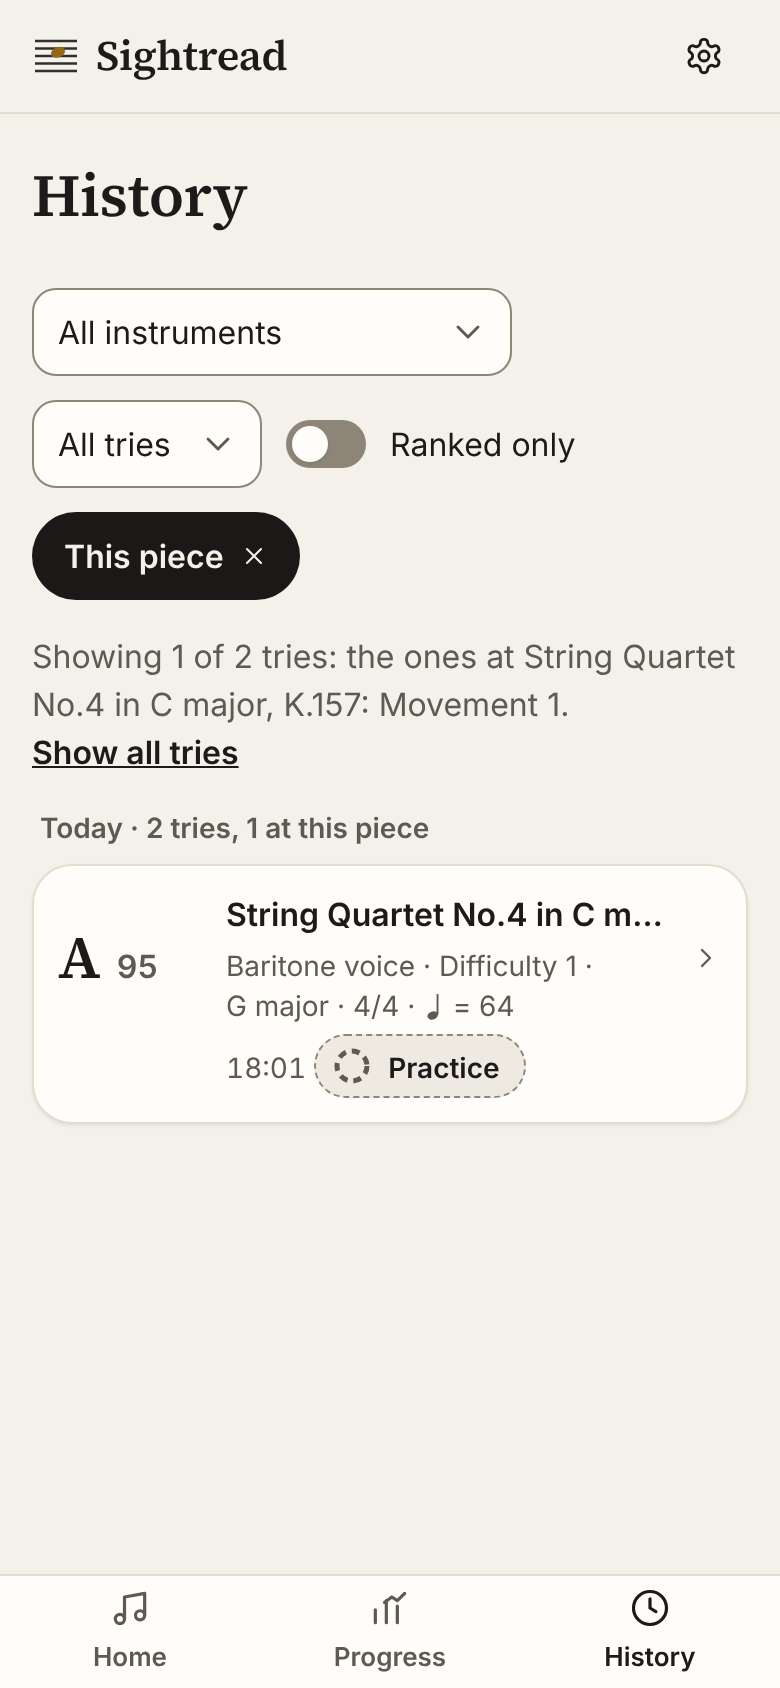 Sightread
History
All instruments
All tries
Ranked only
This piece ×
Showing 1 of 2 tries: the ones at String Quartet
No.4 in C major, K.157: Movement 1.
Show all tries
Today · 2 tries, 1 at this piece
String Quartet No.4 in C m...
A 95
Baritone voice · Difficulty 1 ·
G major · 4/4 · ♩ = 64
18:01 Practice
Home
Progress
History